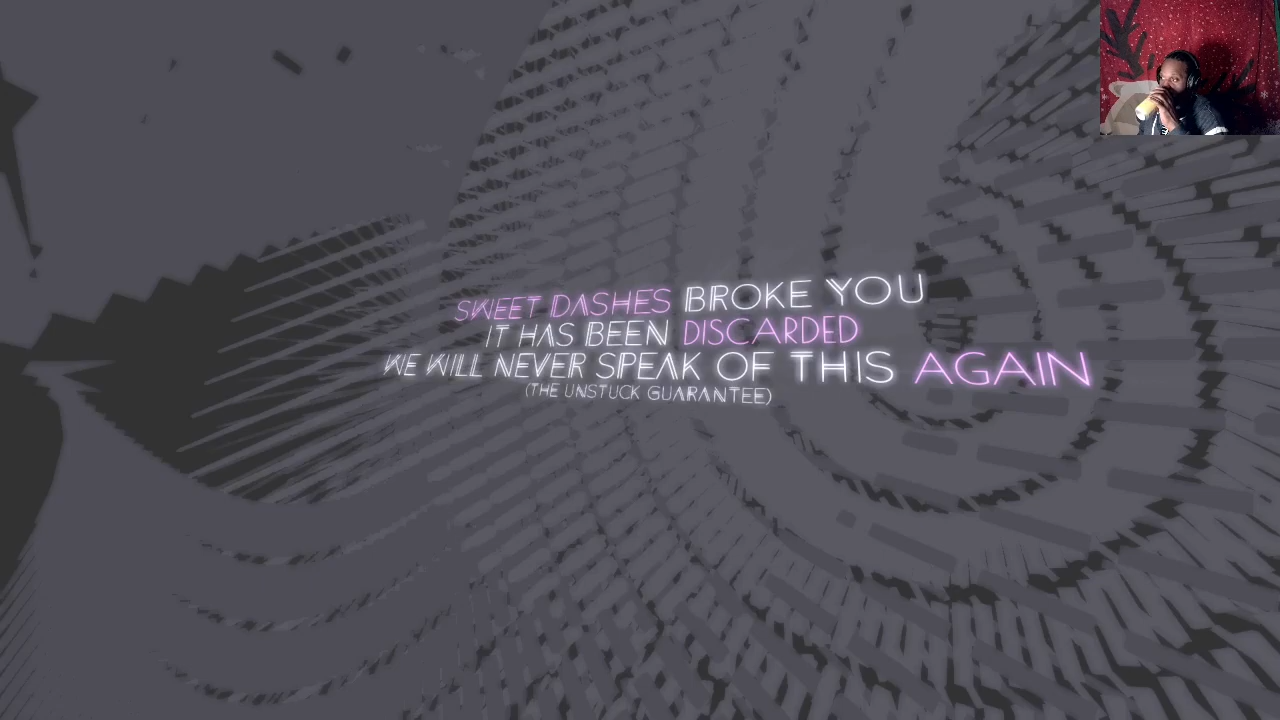 SWEET DASHES BROKE YOU
IT HAS BEEN DISCARDED
WE WILL NEVER SPEAK OF THIS AGAIN
(THE UNSTUCK GUARANTEE)